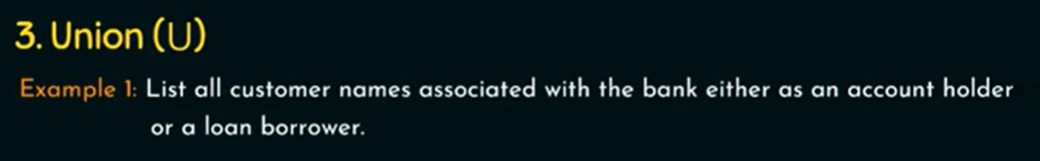 3. Union (∪)
Example 1: List all customer names associated with the bank either as an account holder
or a loan borrower.